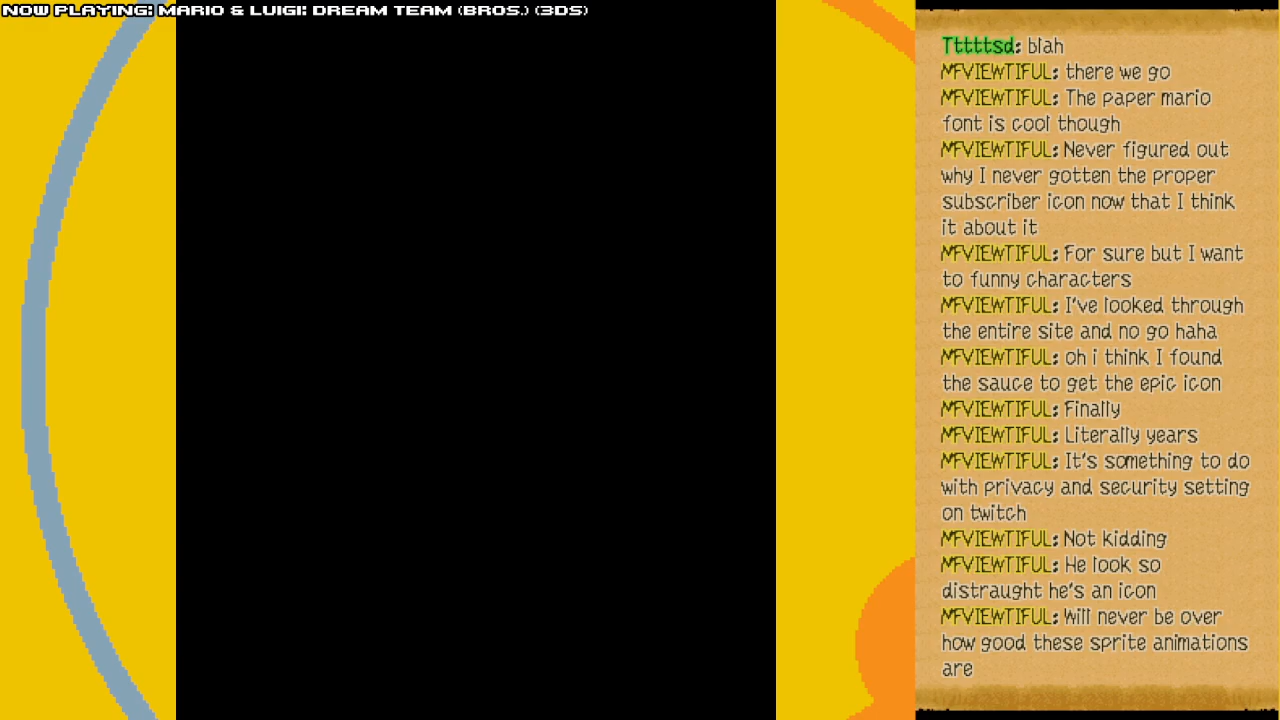 NOW PLAYING: MARIO & LUIGI: DREAM TEAM (BROS.) (3DS)
Tttttsd: blah
MFVIEWTIFUL: there we go
MFVIEWTIFUL: The paper mario
font is cool though
MFVIEWTIFUL: Never figured out
why I never gotten the proper
subscriber icon now that I think
it about it
MFVIEWTIFUL: For sure but I want
to funny characters
MFVIEWTIFUL: I've looked through
the entire site and no go haha
MFVIEWTIFUL: oh i think I found
the sauce to get the epic icon
MFVIEWTIFUL: Finally
MFVIEWTIFUL: Literally years
MFVIEWTIFUL: It's something to do
with privacy and security setting
on twitch
MFVIEWTIFUL: Not kidding
MFVIEWTIFUL: He look so
distraught he's an icon
MFVIEWTIFUL: Will never be over
how good these sprite animations
are